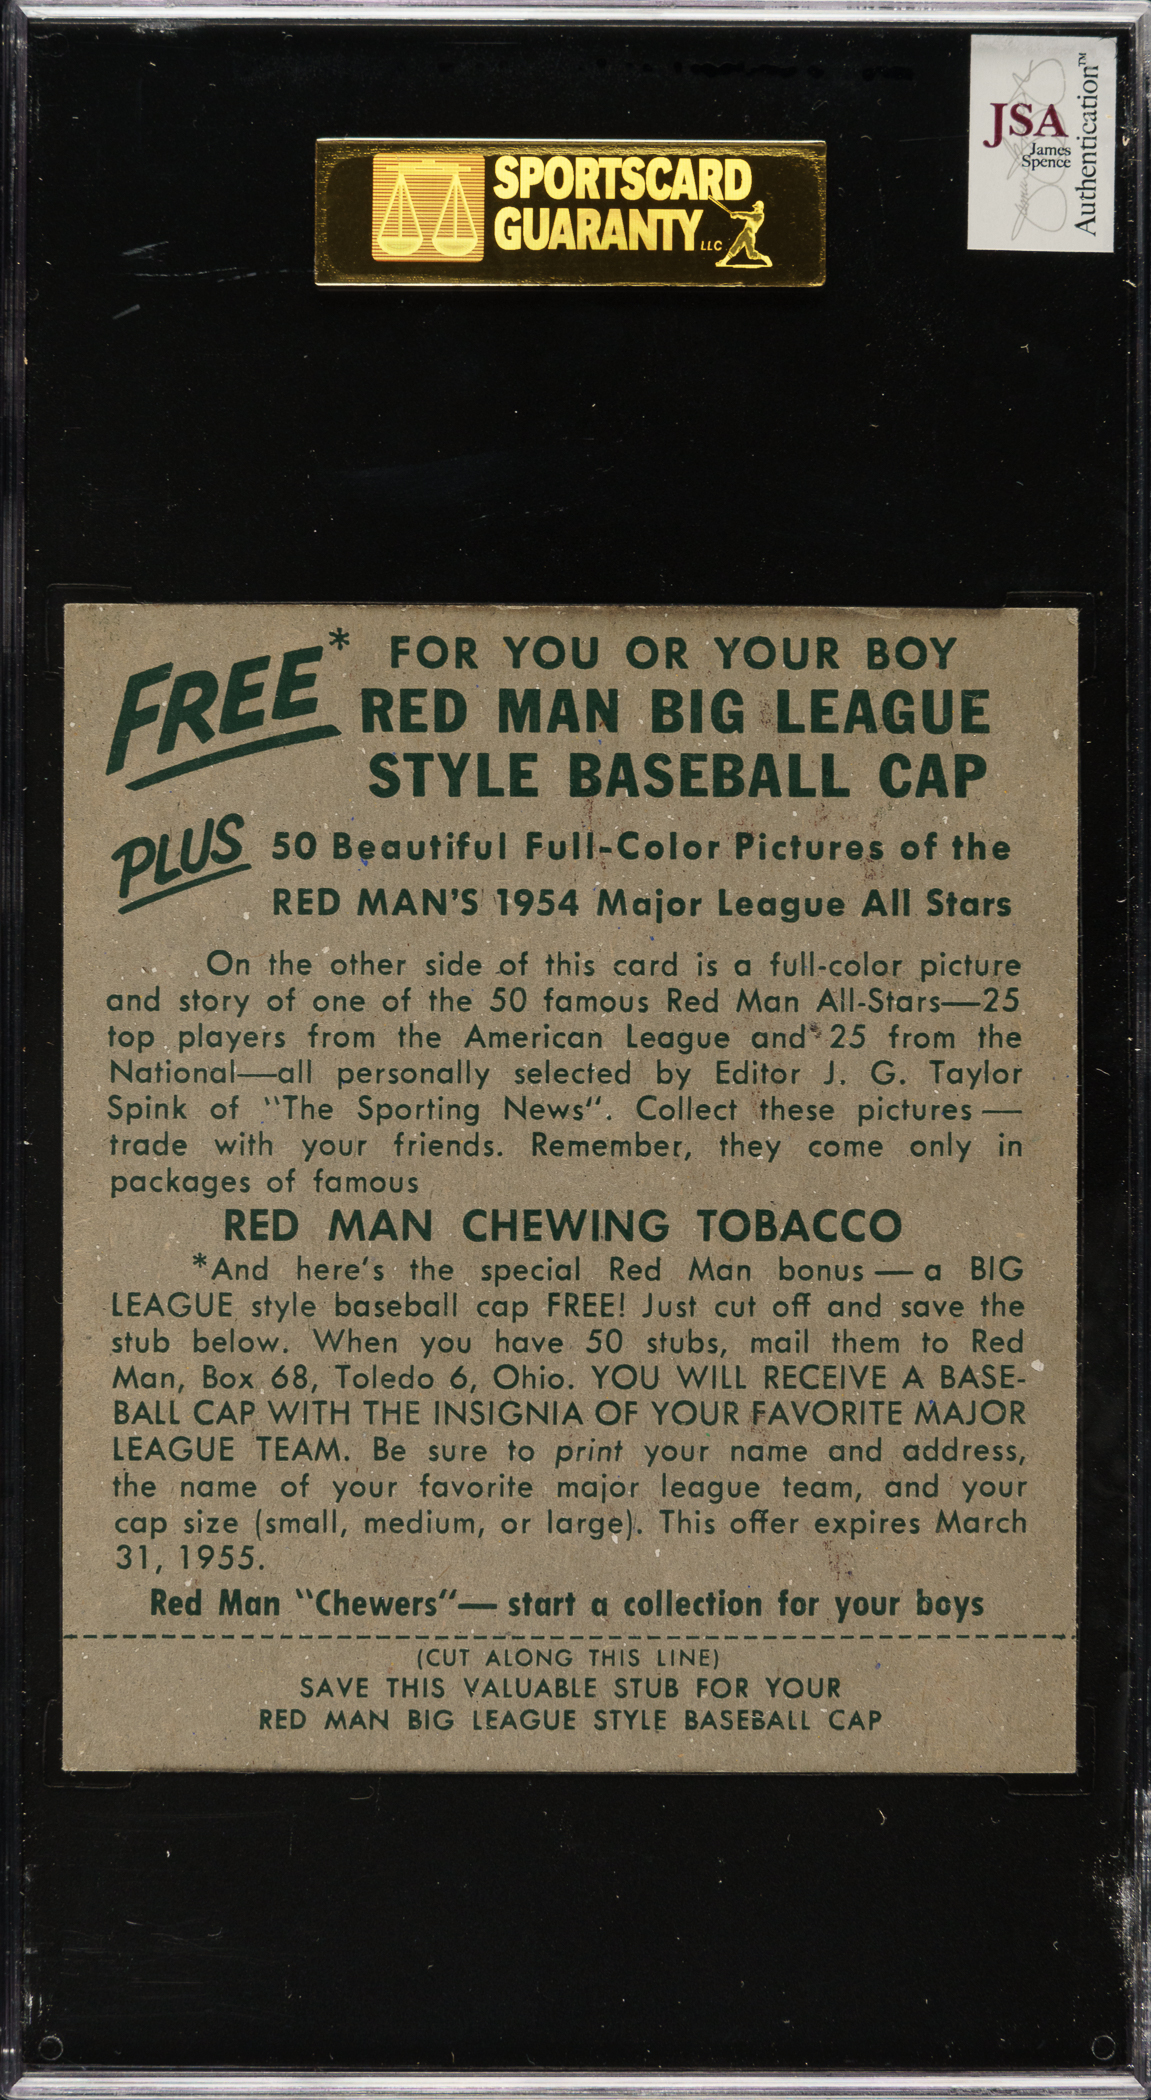 SPORTSCARD
GUARANTY LLC
JSA
James
Spence
Authentication™
FREE* FOR YOU OR YOUR BOY
RED MAN BIG LEAGUE
STYLE BASEBALL CAP
PLUS 50 Beautiful Full-Color Pictures of the
RED MAN'S 1954 Major League All Stars
On the other side of this card is a full-color picture
and story of one of the 50 famous Red Man All-Stars—25
top players from the American League and 25 from the
National—all personally selected by Editor J. G. Taylor
Spink of "The Sporting News". Collect these pictures —
trade with your friends. Remember, they come only in
packages of famous
RED MAN CHEWING TOBACCO
*And here's the special Red Man bonus — a BIG
LEAGUE style baseball cap FREE! Just cut off and save the
stub below. When you have 50 stubs, mail them to Red
Man, Box 68, Toledo 6, Ohio. YOU WILL RECEIVE A BASE-
BALL CAP WITH THE INSIGNIA OF YOUR FAVORITE MAJOR
LEAGUE TEAM. Be sure to print your name and address,
the name of your favorite major league team, and your
cap size (small, medium, or large). This offer expires March
31, 1955.
Red Man "Chewers"— start a collection for your boys
(CUT ALONG THIS LINE)
SAVE THIS VALUABLE STUB FOR YOUR
RED MAN BIG LEAGUE STYLE BASEBALL CAP